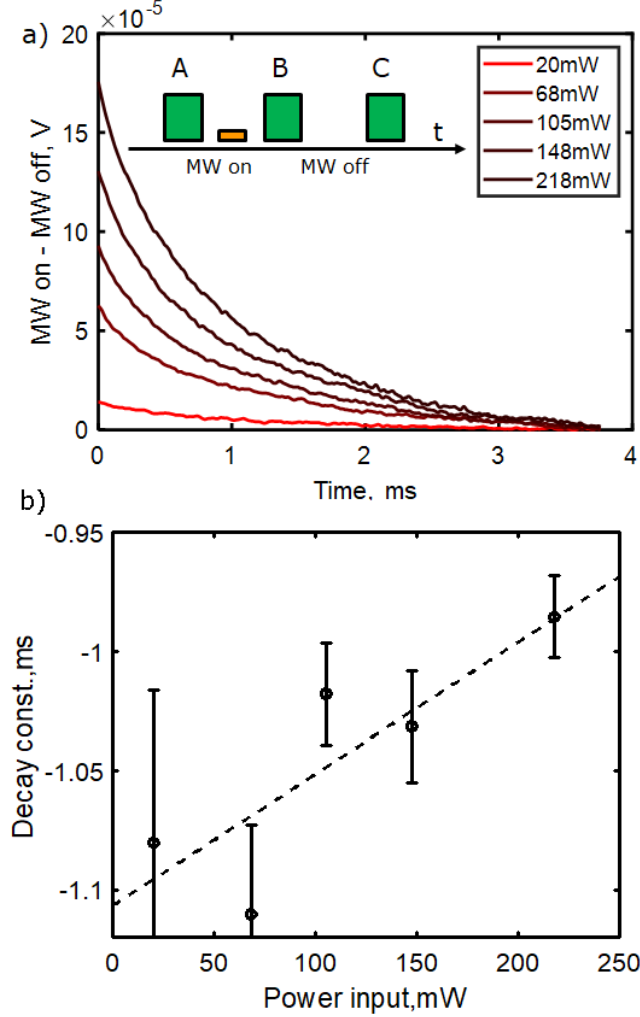 a)
×10⁻⁵
20
15
10
5
0
MW on - MW off, V
A
B
C
t
MW on
MW off
20mW
68mW
105mW
148mW
218mW
0
1
2
3
4
Time, ms
b)
-0.95
-1
-1.05
-1.1
Decay const.,ms
0
50
100
150
200
250
Power input,mW